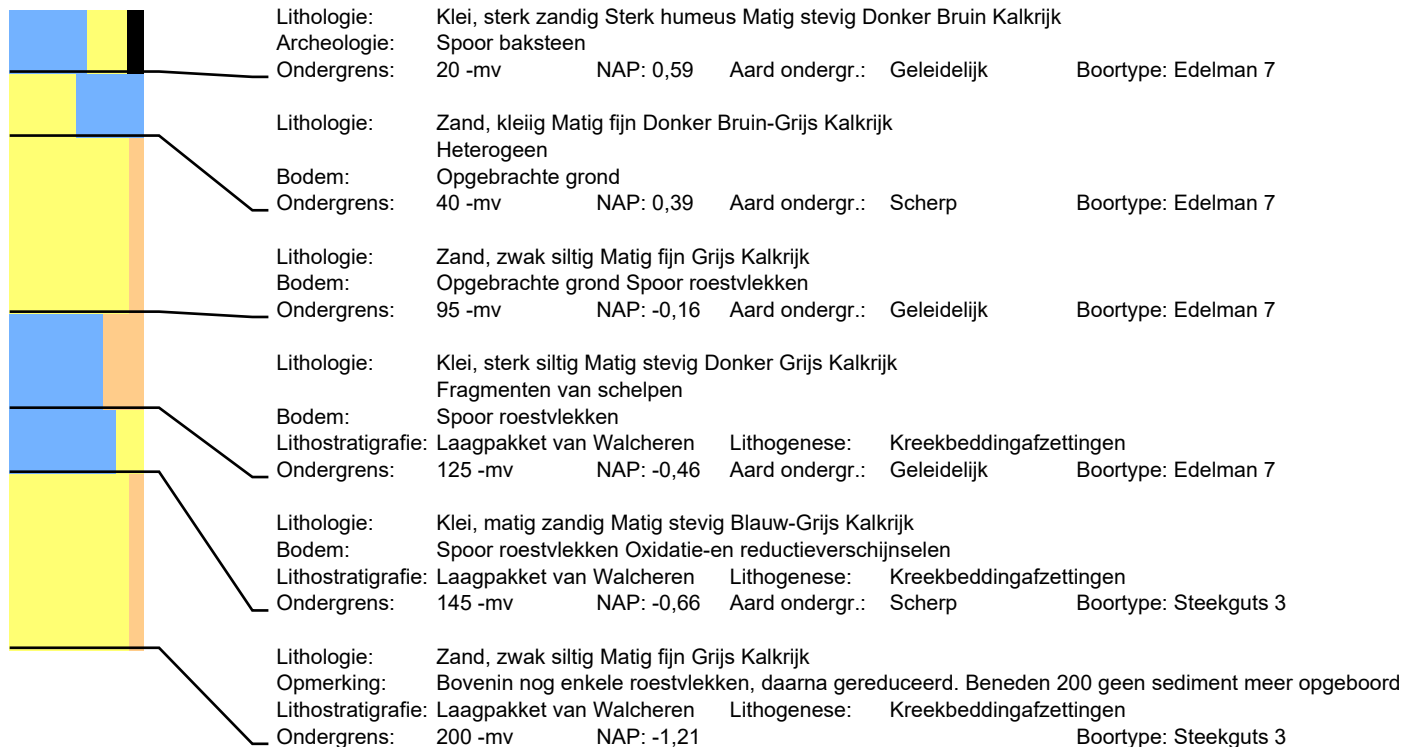 Lithologie: Klei, sterk zandig Sterk humeus Matig stevig Donker Bruin Kalkrijk
Archeologie: Spoor baksteen
Ondergrens: 20 -mv NAP: 0,59 Aard ondergr.: Geleidelijk Boortype: Edelman 7
Lithologie: Zand, kleiig Matig fijn Donker Bruin-Grijs Kalkrijk
Heterogeen
Bodem: Opgebrachte grond
Ondergrens: 40 -mv NAP: 0,39 Aard ondergr.: Scherp Boortype: Edelman 7
Lithologie: Zand, zwak siltig Matig fijn Grijs Kalkrijk
Bodem: Opgebrachte grond Spoor roestvlekken
Ondergrens: 95 -mv NAP: -0,16 Aard ondergr.: Geleidelijk Boortype: Edelman 7
Lithologie: Klei, sterk siltig Matig stevig Donker Grijs Kalkrijk
Fragmenten van schelpen
Bodem: Spoor roestvlekken
Lithostratigrafie: Laagpakket van Walcheren Lithogenese: Kreekbeddingafzettingen
Ondergrens: 125 -mv NAP: -0,46 Aard ondergr.: Geleidelijk Boortype: Edelman 7
Lithologie: Klei, matig zandig Matig stevig Blauw-Grijs Kalkrijk
Bodem: Spoor roestvlekken Oxidatie-en reductieverschijnselen
Lithostratigrafie: Laagpakket van Walcheren Lithogenese: Kreekbeddingafzettingen
Ondergrens: 145 -mv NAP: -0,66 Aard ondergr.: Scherp Boortype: Steekguts 3
Lithologie: Zand, zwak siltig Matig fijn Grijs Kalkrijk
Opmerking: Bovenin nog enkele roestvlekken, daarna gereduceerd. Beneden 200 geen sediment meer opgeboord
Lithostratigrafie: Laagpakket van Walcheren Lithogenese: Kreekbeddingafzettingen
Ondergrens: 200 -mv NAP: -1,21 Boortype: Steekguts 3